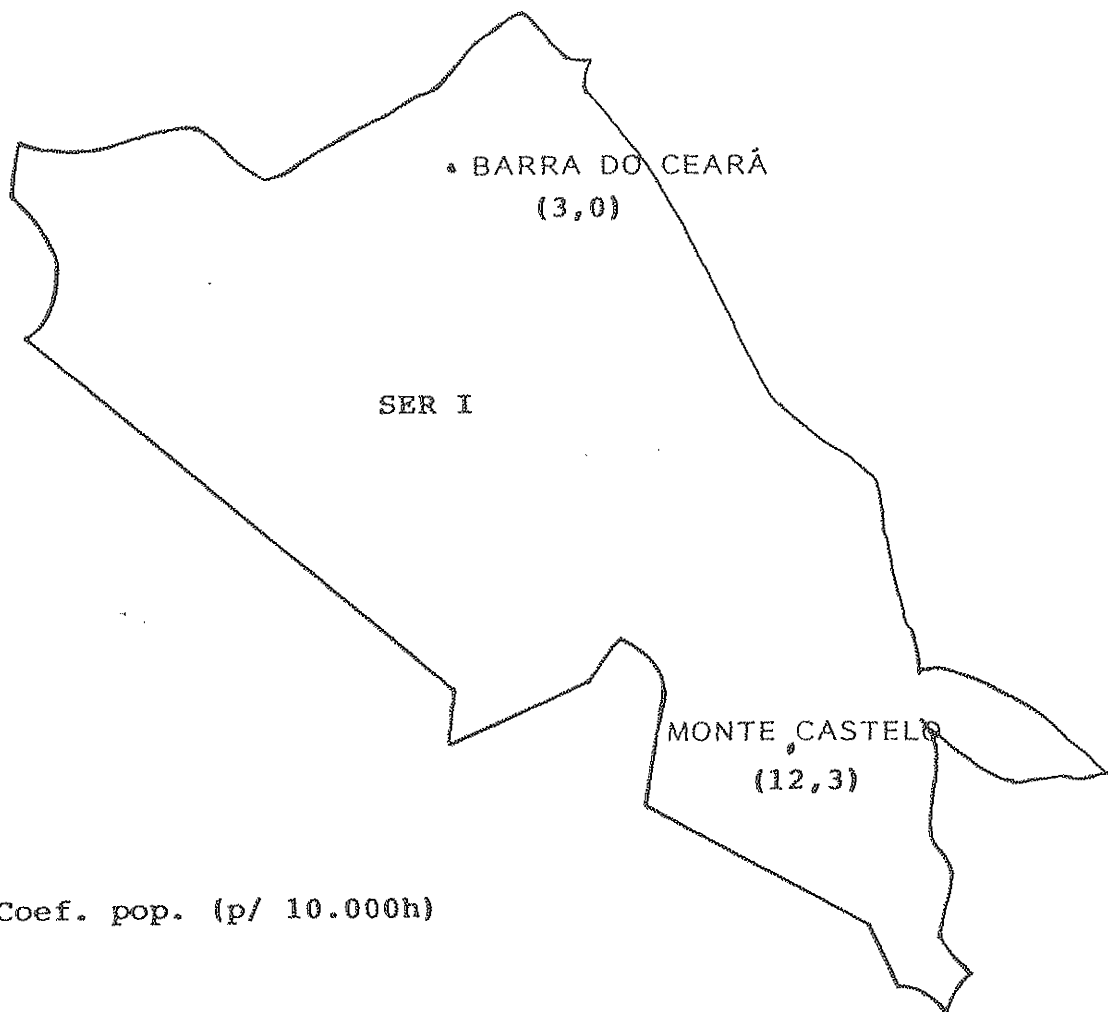 BARRA DO CEARÁ
(3,0)
SER I
MONTE CASTELO
(12,3)
Coef. pop. (p/ 10.000h)